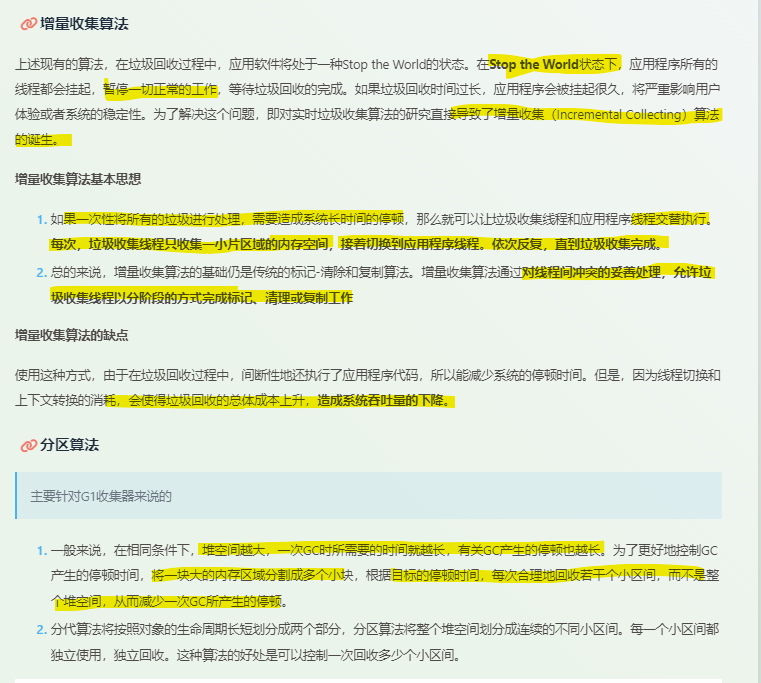 增量收集算法
上述现有的算法，在垃圾回收过程中，应用软件将处于一种Stop the World的状态。在Stop the World状态下，应用程序所有的
线程都会挂起，暂停一切正常的工作，等待垃圾回收的完成。如果垃圾回收时间过长，应用程序会被挂起很久，将严重影响用户
体验或者系统的稳定性。为了解决这个问题，即对实时垃圾收集算法的研究直接导致了增量收集（Incremental Collecting）算法
的诞生。
增量收集算法基本思想
1. 如果一次性将所有的垃圾进行处理，需要造成系统长时间的停顿，那么就可以让垃圾收集线程和应用程序线程交替执行。
每次，垃圾收集线程只收集一小片区域的内存空间，接着切换到应用程序线程。依次反复，直到垃圾收集完成。
2. 总的来说，增量收集算法的基础仍是传统的标记-清除和复制算法。增量收集算法通过对线程间冲突的妥善处理，允许垃
圾收集线程以分阶段的方式完成标记、清理或复制工作
增量收集算法的缺点
使用这种方式，由于在垃圾回收过程中，间断性地还执行了应用程序代码，所以能减少系统的停顿时间。但是，因为线程切换和
上下文转换的消耗，会使得垃圾回收的总体成本上升，造成系统吞吐量的下降。
分区算法
主要针对G1收集器来说的
1. 一般来说，在相同条件下，堆空间越大，一次GC时所需要的时间就越长，有关GC产生的停顿也越长。为了更好地控制GC
产生的停顿时间，将一块大的内存区域分割成多个小块，根据目标的停顿时间，每次合理地回收若干个小区间，而不是整
个堆空间，从而减少一次GC所产生的停顿。
2. 分代算法将按照对象的生命周期长短划分成两个部分，分区算法将整个堆空间划分成连续的不同小区间。每一个小区间都
独立使用，独立回收。这种算法的好处是可以控制一次回收多少个小区间。